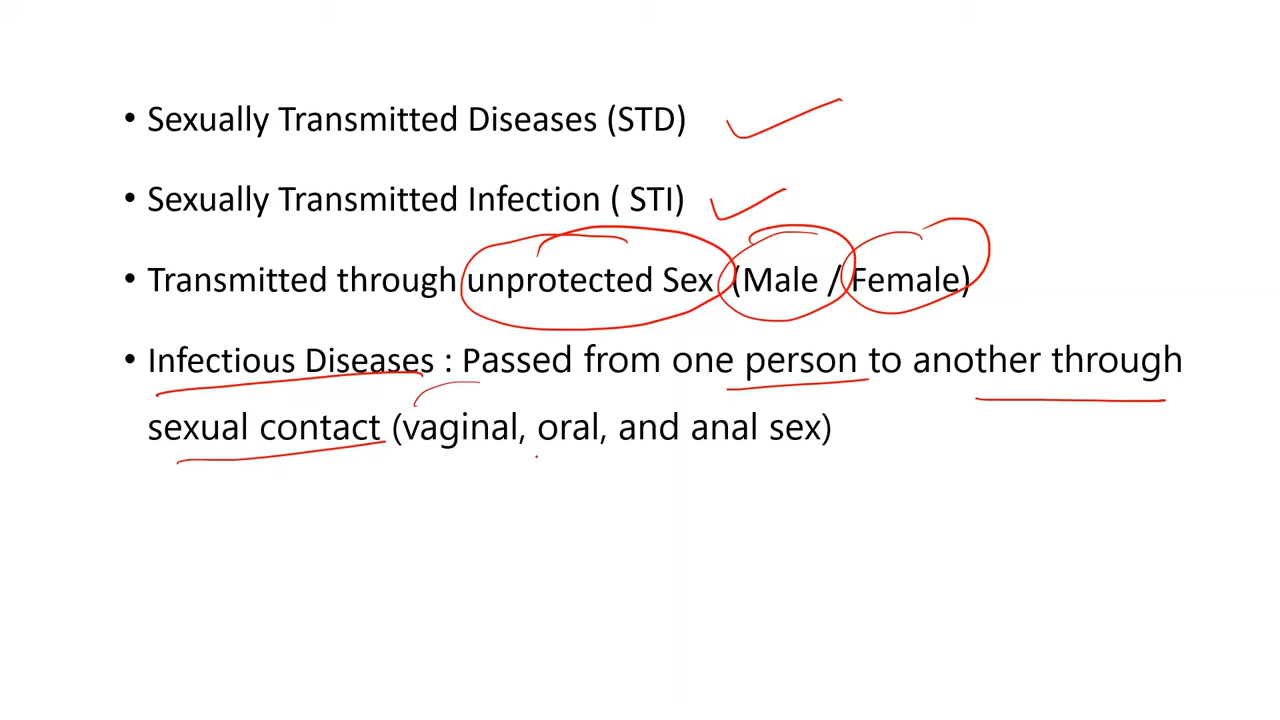 • Sexually Transmitted Diseases (STD)
• Sexually Transmitted Infection ( STI)
• Transmitted through unprotected Sex (Male / Female)
• Infectious Diseases : Passed from one person to another through
sexual contact (vaginal, oral, and anal sex)